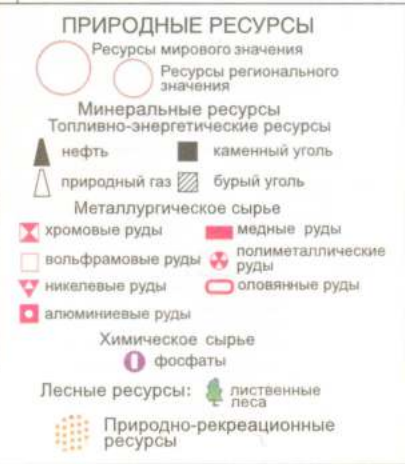 ПРИРОДНЫЕ РЕСУРСЫ
Ресурсы мирового значения
Ресурсы регионального
значения
Минеральные ресурсы
Топливно-энергетические ресурсы
нефть каменный уголь
природный газ бурый уголь
Металлургическое сырье
хромовые руды медные руды
вольфрамовые руды полиметаллические
руды
никелевые руды оловянные руды
алюминиевые руды
Химическое сырье
фосфаты
Лесные ресурсы: лиственные
леса
Природно-рекреационные
ресурсы